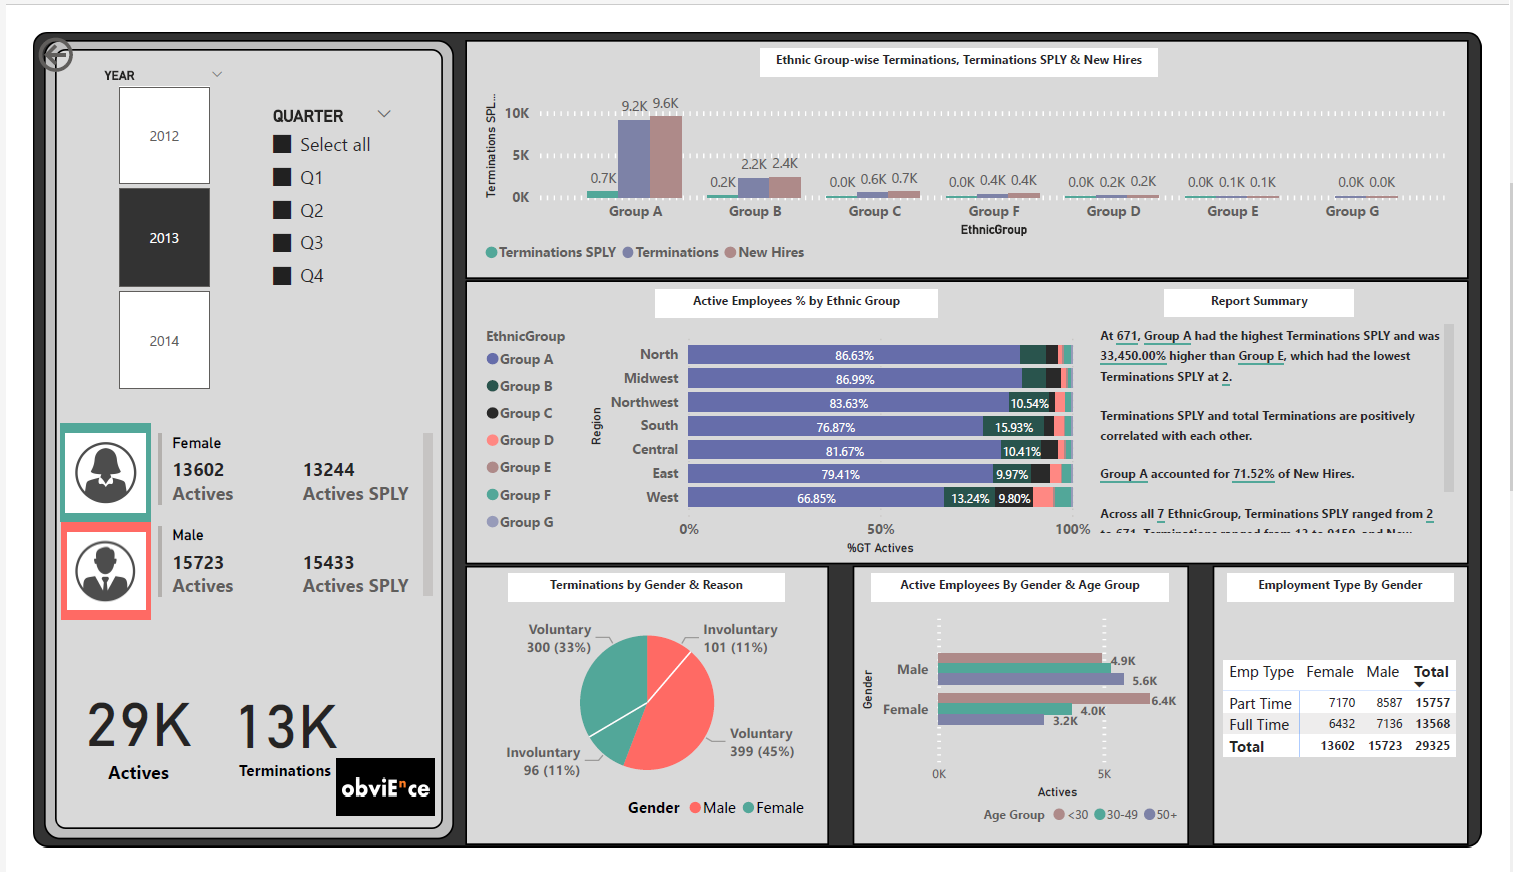 YEAR
2012
2013
2014
QUARTER
Select all
Q1
Q2
Q3
Q4
Female
13602
Actives
13244
Actives SPLY
Male
15723
Actives
15433
Actives SPLY
29K
Actives
13K
Terminations
obviEnce
Ethnic Group-wise Terminations, Terminations SPLY & New Hires
Terminations SPL...
10K
5K
0K
0.7K 9.2K 9.6K
0.2K 2.2K 2.4K
0.0K 0.6K 0.7K
0.0K 0.4K 0.4K
0.0K 0.2K 0.2K
0.0K 0.1K 0.1K
0.0K 0.0K
Group A Group B Group C Group F Group D Group E Group G
EthnicGroup
Terminations SPLY Terminations New Hires
Active Employees % by Ethnic Group
EthnicGroup
Group A
Group B
Group C
Group D
Group E
Group F
Group G
Region
North 86.63%
Midwest 86.99%
Northwest 83.63% 10.54%
South 76.87% 15.93%
Central 81.67% 10.41%
East 79.41% 9.97%
West 66.85% 13.24% 9.80%
0% 50% 100%
%GT Actives
Report Summary
At 671, Group A had the highest Terminations SPLY and was
33,450.00% higher than Group E, which had the lowest
Terminations SPLY at 2.
Terminations SPLY and total Terminations are positively
correlated with each other.
Group A accounted for 71.52% of New Hires.
Across all 7 EthnicGroup, Terminations SPLY ranged from 2
to 671, Terminations ranged from 13 to 9150, and New
Terminations by Gender & Reason
Voluntary
300 (33%)
Involuntary
101 (11%)
Involuntary
96 (11%)
Voluntary
399 (45%)
Gender Male Female
Active Employees By Gender & Age Group
Gender
Male
4.9K
5.6K
Female
6.4K
4.0K
3.2K
0K 5K
Actives
Age Group <30 30-49 50+
Employment Type By Gender
Emp Type Female Male Total
Part Time 7170 8587 15757
Full Time 6432 7136 13568
Total 13602 15723 29325